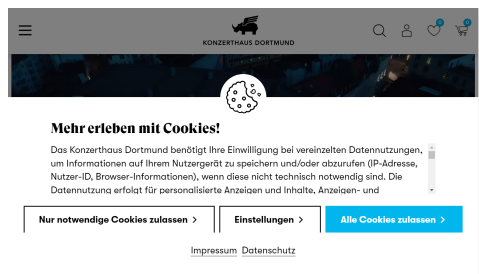 0 0
KONZERTHAUS DORTMUND
Mehr erleben mit Cookies!
Das Konzerthaus Dortmund benötigt Ihre Einwilligung bei vereinzelten Datennutzungen,
um Informationen auf Ihrem Nutzergerät zu speichern und/oder abzurufen (IP-Adresse,
Nutzer-ID, Browser-Informationen), wenn diese nicht technisch notwendig sind. Die
Datennutzung erfolgt für personalisierte Anzeigen und Inhalte, Anzeigen- und
Nur notwendige Cookies zulassen
Einstellungen
Alle Cookies zulassen
Impressum Datenschutz